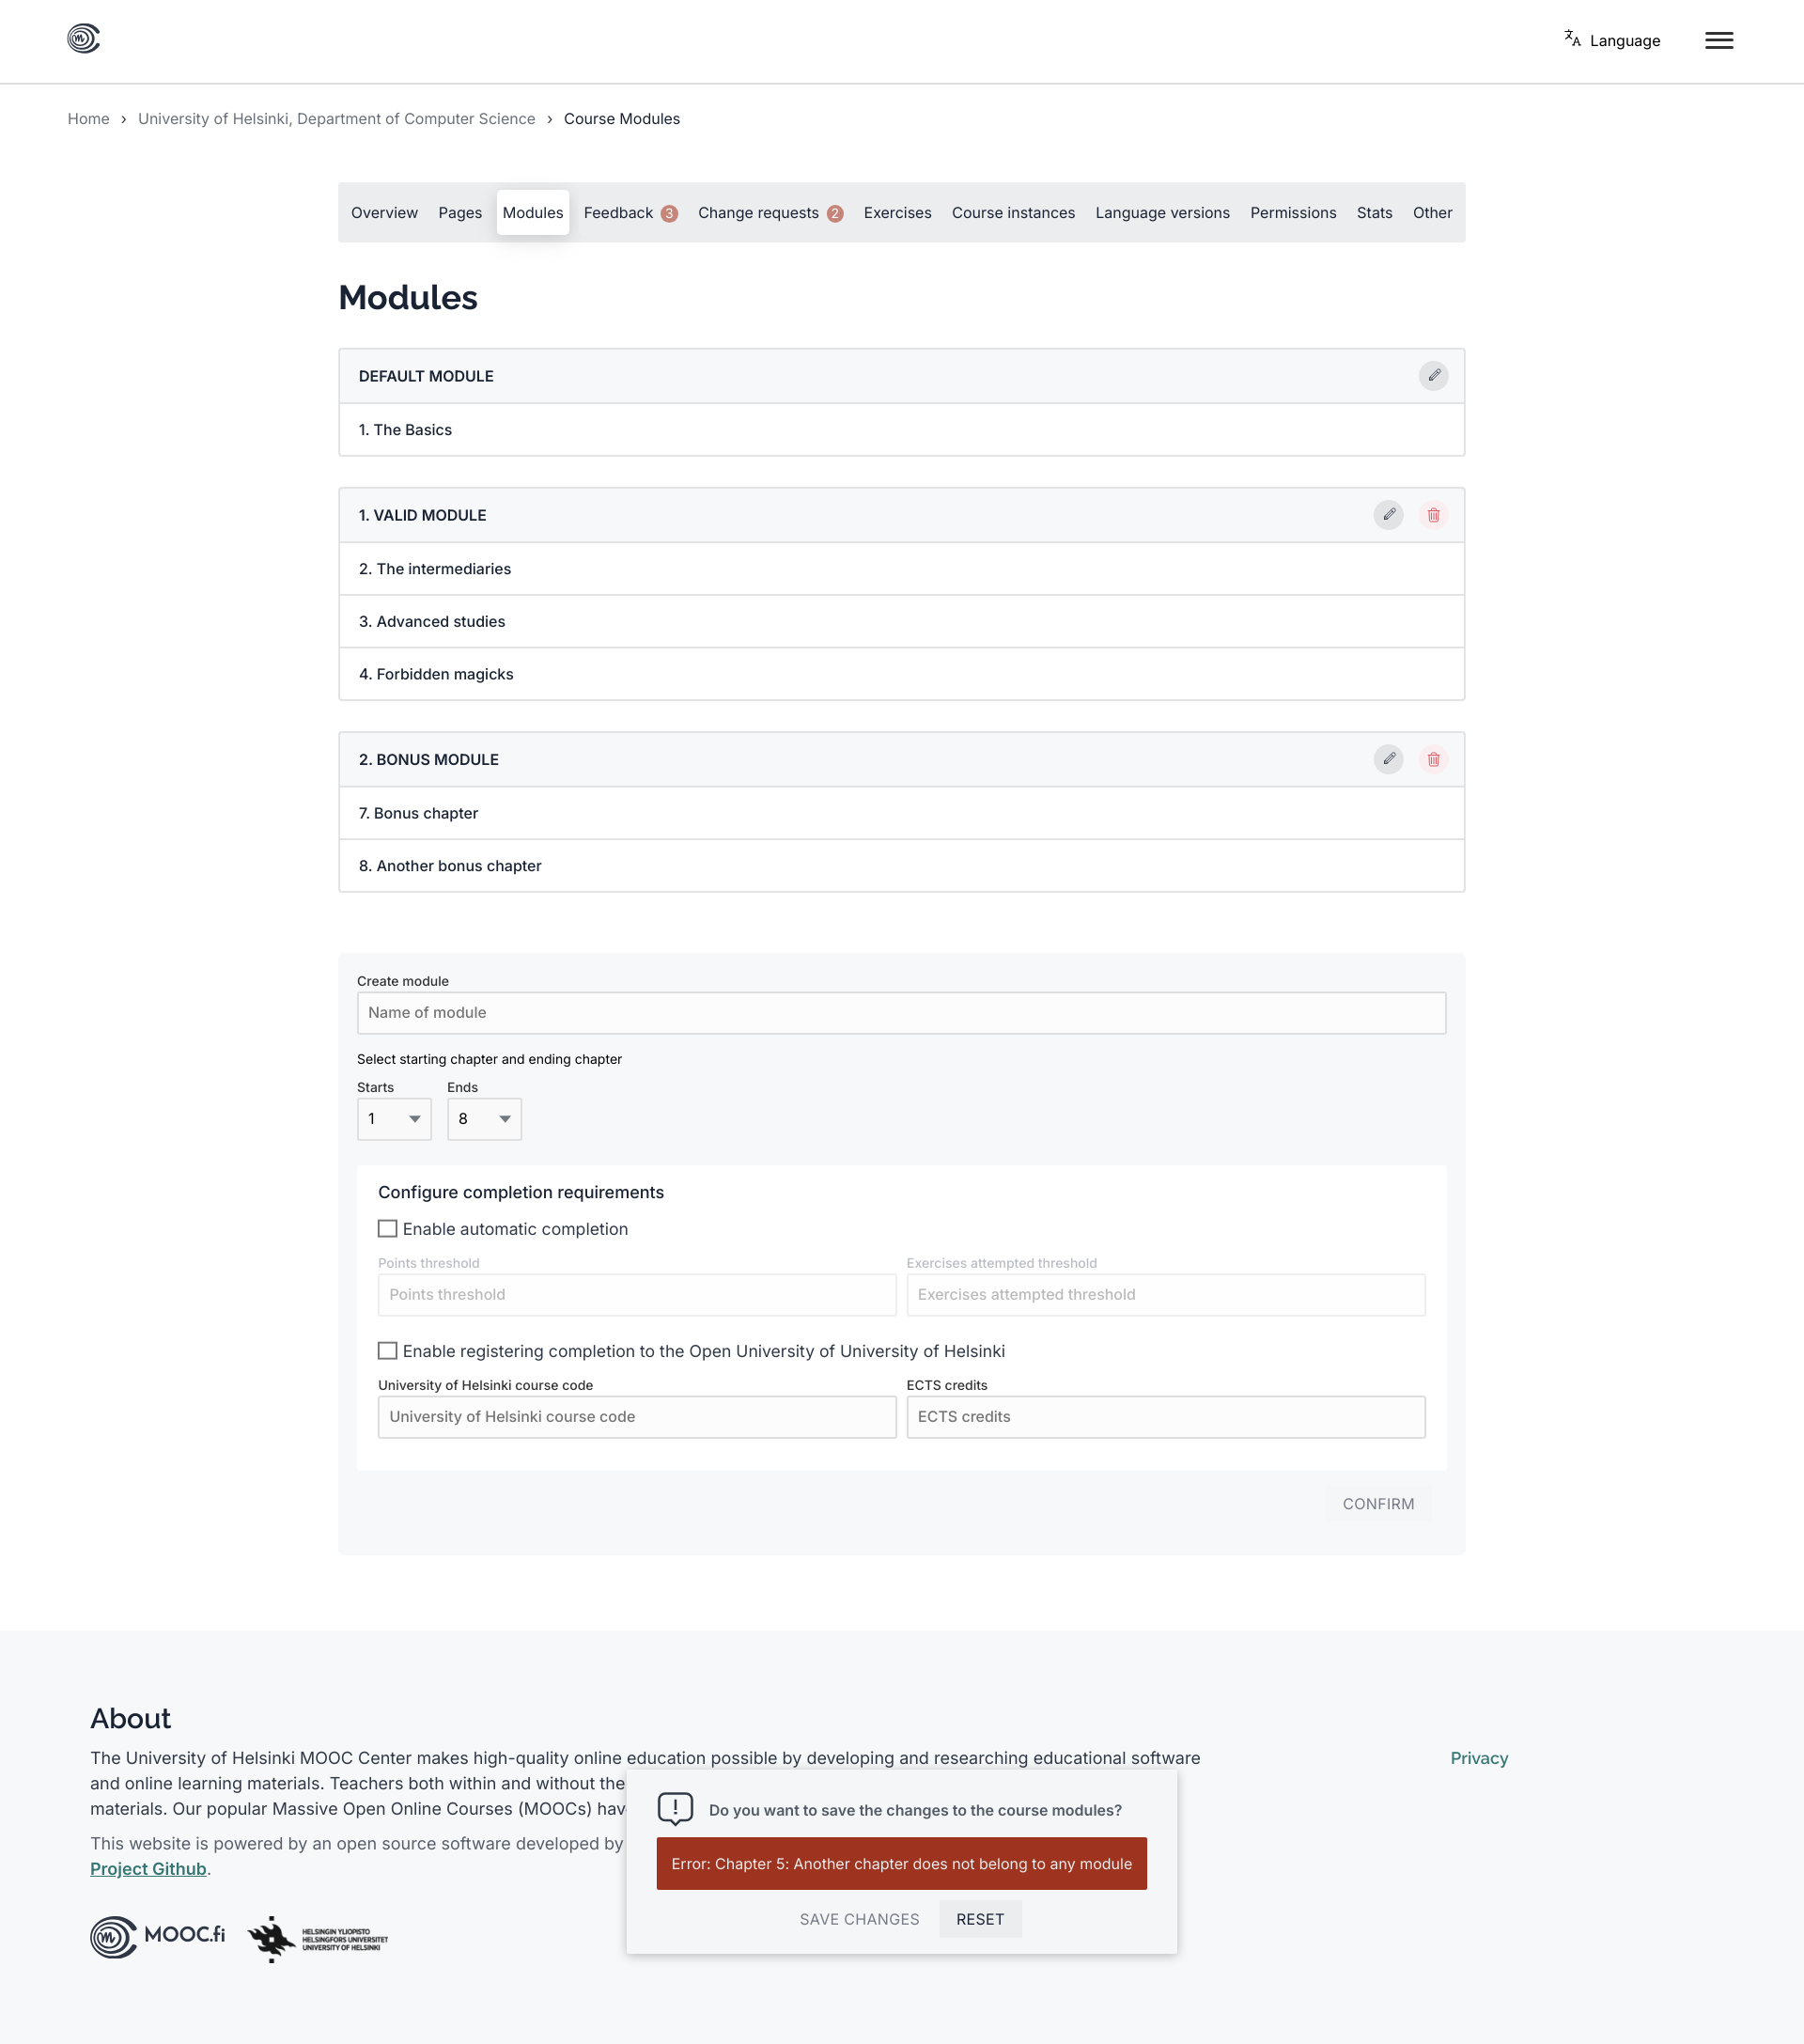 Language
Home › University of Helsinki, Department of Computer Science › Course Modules
Overview Pages Modules Feedback 3 Change requests 2 Exercises Course instances Language versions Permissions Stats Other
Modules
DEFAULT MODULE
1. The Basics
1. VALID MODULE
2. The intermediaries
3. Advanced studies
4. Forbidden magicks
2. BONUS MODULE
7. Bonus chapter
8. Another bonus chapter
Create module
Name of module
Select starting chapter and ending chapter
Starts Ends
1 8
Configure completion requirements
Enable automatic completion
Points threshold Exercises attempted threshold
Points threshold Exercises attempted threshold
Enable registering completion to the Open University of University of Helsinki
University of Helsinki course code ECTS credits
University of Helsinki course code ECTS credits
CONFIRM
About
The University of Helsinki MOOC Center makes high-quality online education possible by developing and researching educational software
and online learning materials. Teachers both within and without the
materials. Our popular Massive Open Online Courses (MOOCs)
This website is powered by an open source software developed by
Project Github.
Privacy
Do you want to save the changes to the course modules?
Error: Chapter 5: Another chapter does not belong to any module
SAVE CHANGES RESET
MOOC.fi
HELSINGIN YLIOPISTO
HELSINGFORS UNIVERSITET
UNIVERSITY OF HELSINKI